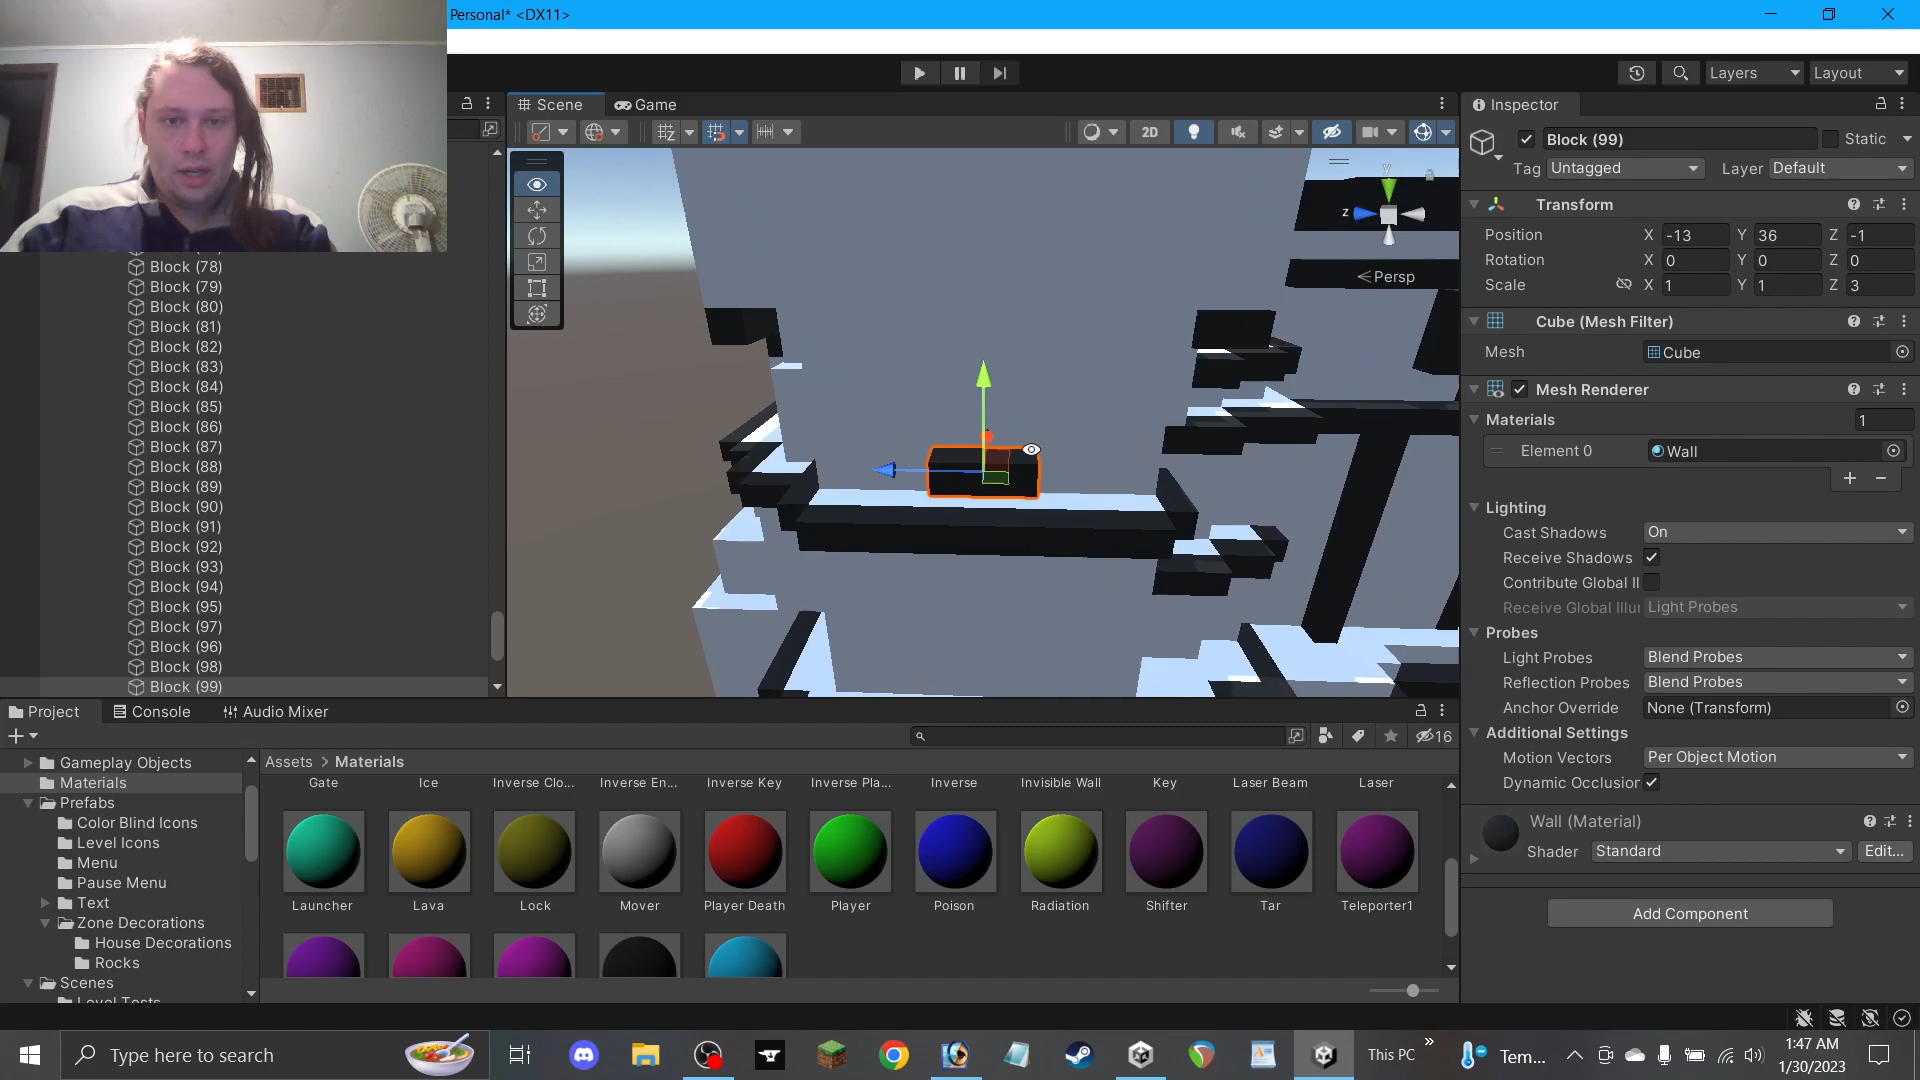 Personal* <DX11>
Layers
Layout
Scene
Game
Inspector
2D
Block (99)
Static
Tag
Untagged
Layer
Default
Transform
Position
X
-13
Y
36
Z
-1
Rotation
X
0
Y
0
Z
0
Scale
X
1
Y
1
Z
3
y
z
Persp
Cube (Mesh Filter)
Mesh
Cube
Mesh Renderer
Materials
1
Element 0
Wall
Lighting
Cast Shadows
On
Receive Shadows
Contribute Global Il
Receive Global Illur
Light Probes
Probes
Light Probes
Blend Probes
Reflection Probes
Blend Probes
Anchor Override
None (Transform)
Additional Settings
Motion Vectors
Per Object Motion
Dynamic Occlusior
Wall (Material)
Shader
Standard
Edit...
Add Component
Block (78)
Block (79)
Block (80)
Block (81)
Block (82)
Block (83)
Block (84)
Block (85)
Block (86)
Block (87)
Block (88)
Block (89)
Block (90)
Block (91)
Block (92)
Block (93)
Block (94)
Block (95)
Block (97)
Block (96)
Block (98)
Block (99)
Project
Console
Audio Mixer
16
Gameplay Objects
Materials
Prefabs
Color Blind Icons
Level Icons
Menu
Pause Menu
Text
Zone Decorations
House Decorations
Rocks
Scenes
Level Tests
Assets > Materials
Gate
Ice
Inverse Clo...
Inverse En...
Inverse Key
Inverse Pla...
Inverse
Invisible Wall
Key
Laser Beam
Laser
Launcher
Lava
Lock
Mover
Player Death
Player
Poison
Radiation
Shifter
Tar
Teleporter1
Type here to search
This PC
»
Tem...
1:47 AM
1/30/2023